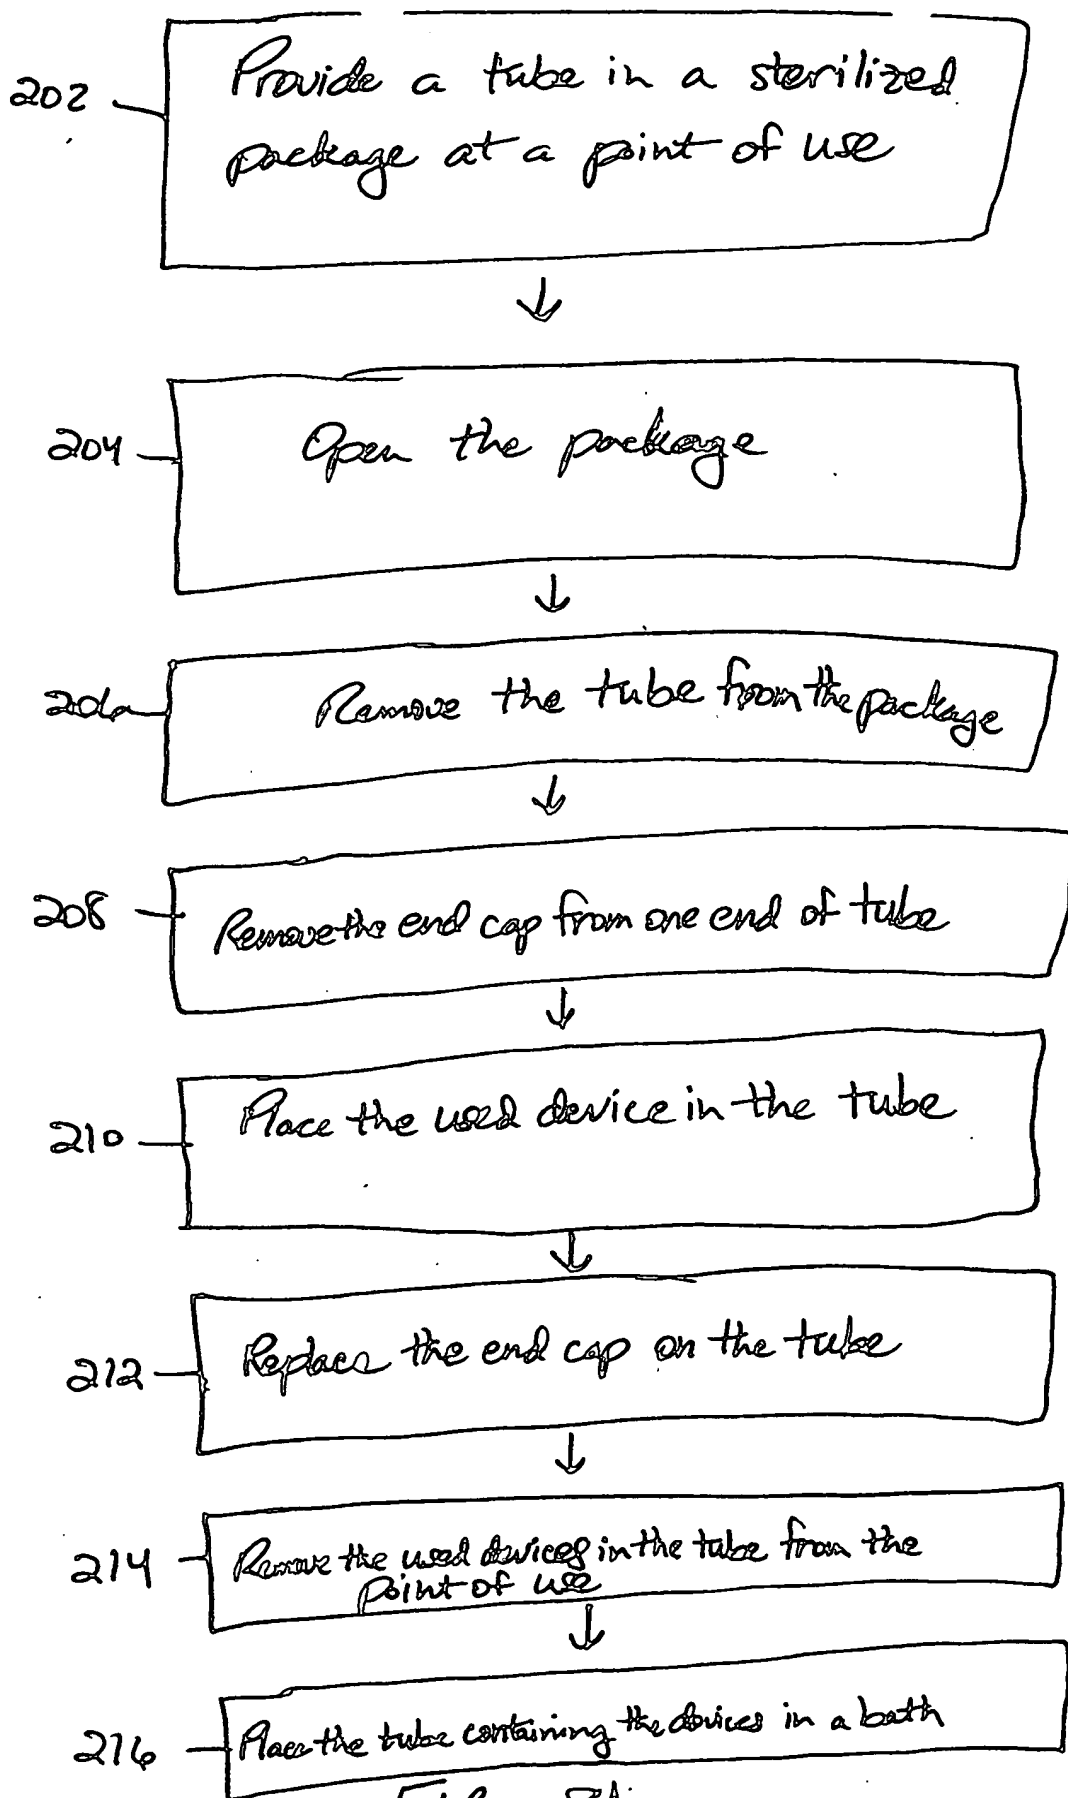 202
Provide a tube in a sterilized
package at a point of use
204
Open the package
206
Remove the tube from the package
208
Remove the end cap from one end of tube
210
Place the used device in the tube
212
Replace the end cap on the tube
214
Remove the used devices in the tube from the
point of use
216
Place the tube containing the devices in a bath